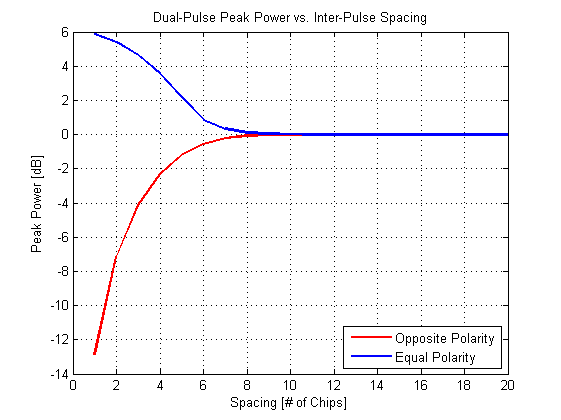 Dual-Pulse Peak Power vs. Inter-Pulse Spacing
6
4
2
0
-2
-4
-6
-8
-10
-12
-14
Peak Power [dB]
Opposite Polarity
Equal Polarity
0 2 4 6 8 10 12 14 16 18 20
Spacing [# of Chips]